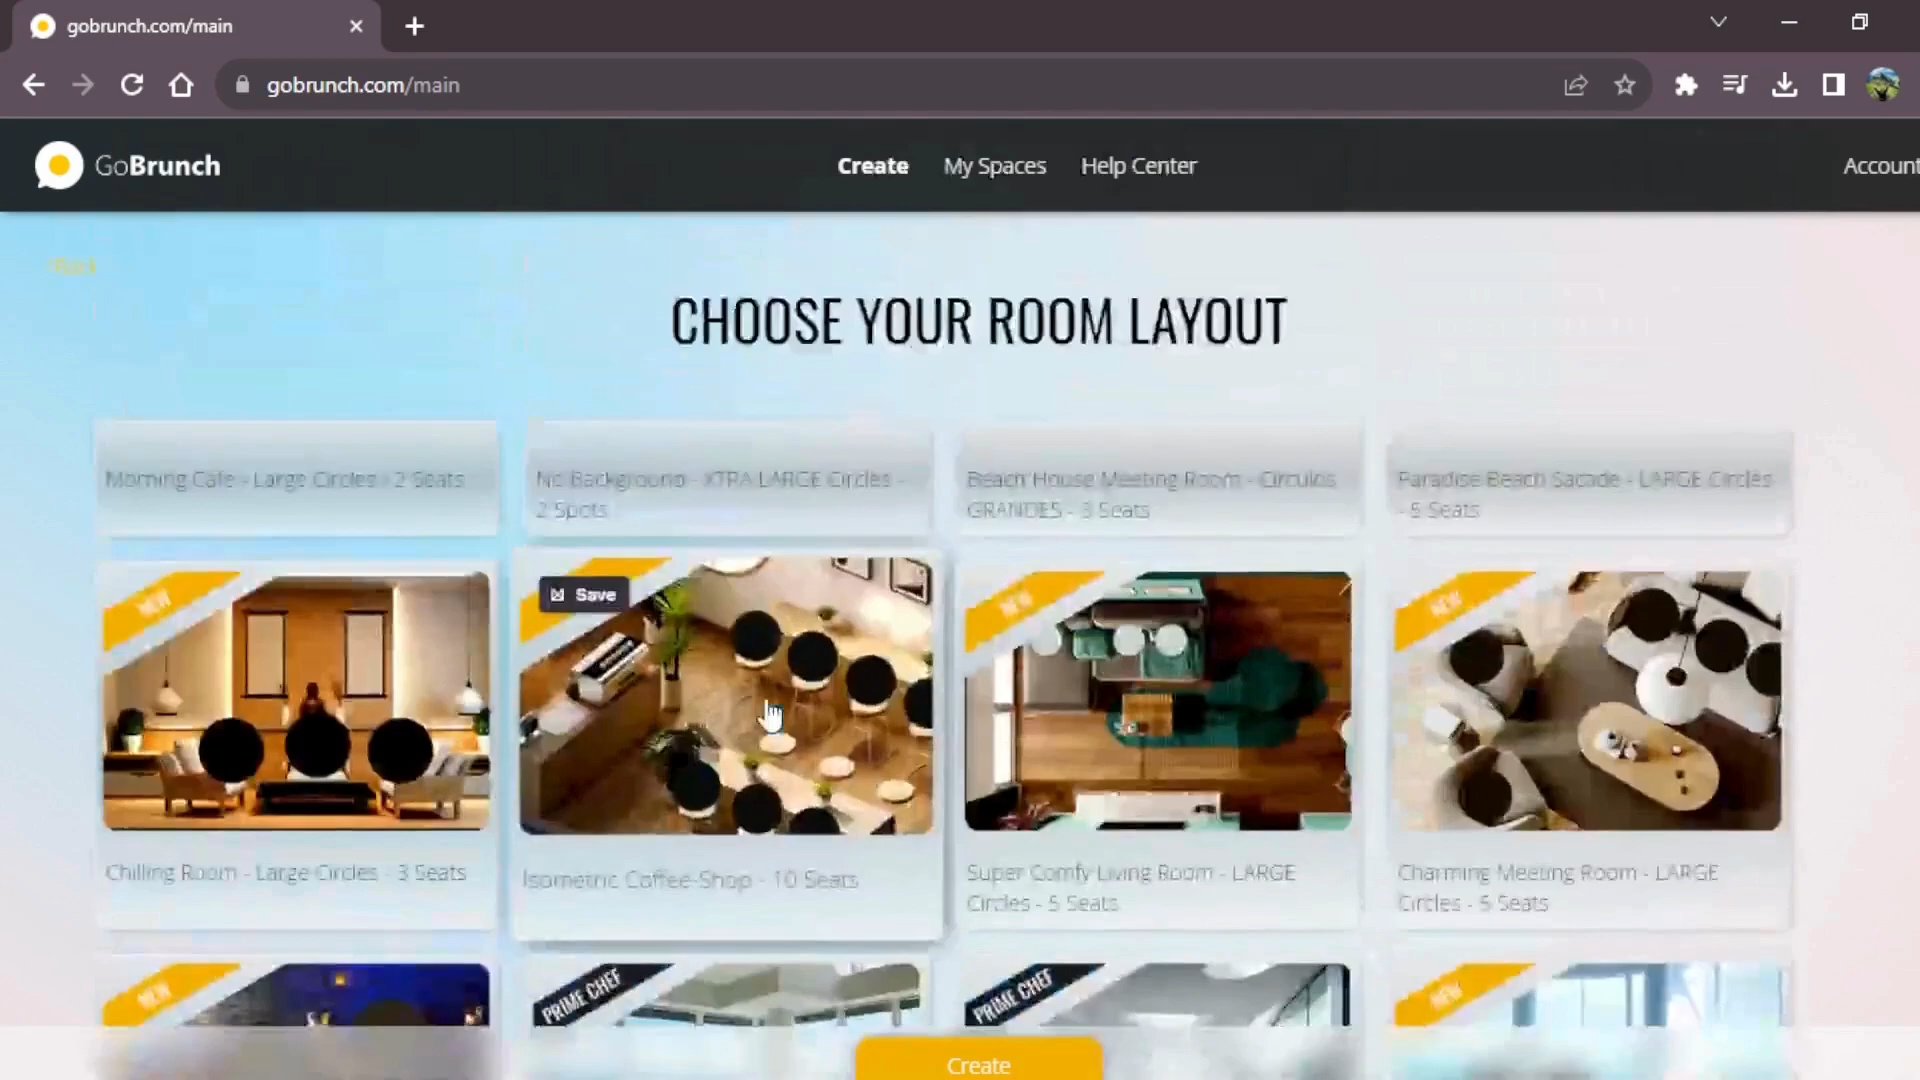 gobrunch.com/main
gobrunch.com/main
GoBrunch
Create My Spaces Help Center Account
Back
CHOOSE YOUR ROOM LAYOUT
Morning Cafe - Large Circles - 2 Seats
No Background - XTRA LARGE Circles -
2 Spots
Beach House Meeting Room - Círculos
GRANDES - 3 Seats
Paradise Beach Sacade - LARGE Circles
- 5 Seats
NEW
Save
NEW
NEW
Chilling Room - Large Circles - 3 Seats
Isometric Coffee-Shop - 10 Seats
Super Comfy Living Room - LARGE
Circles - 5 Seats
Charming Meeting Room - LARGE
Circles - 5 Seats
NEW
PRIME CHEF
PRIME CHEF
NEW
Create